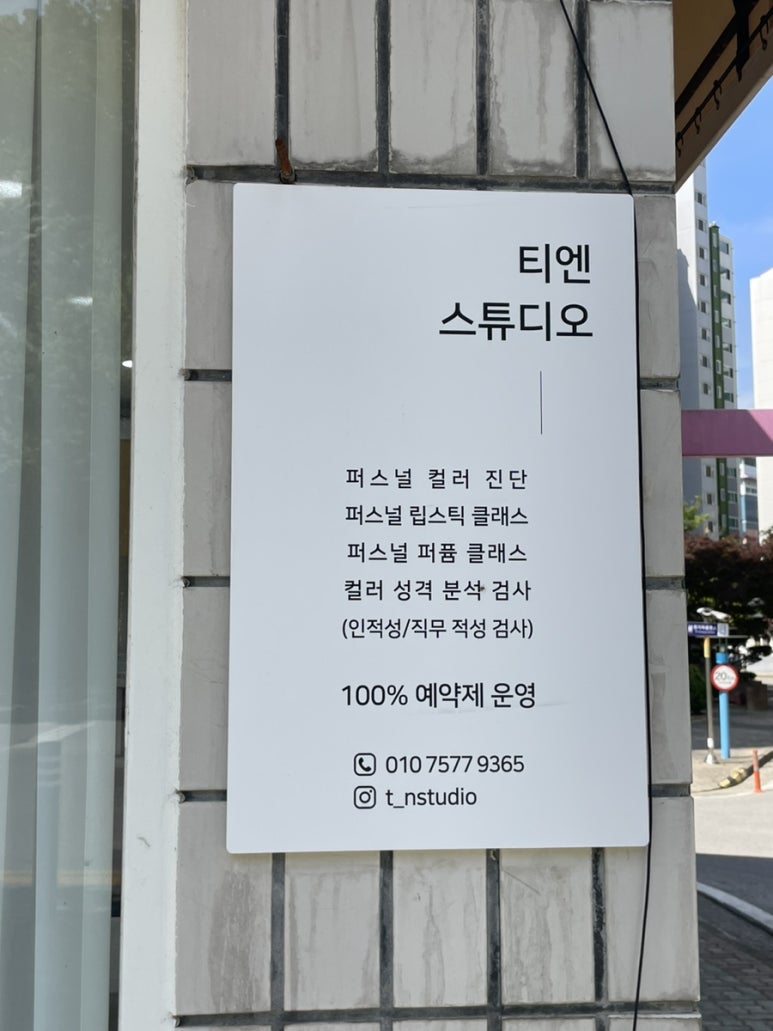 티엔
스튜디오
퍼스널 컬러 진단
퍼스널 립스틱 클래스
퍼스널 퍼퓸 클래스
컬러 성격 분석 검사
(인적성/직무 적성 검사)
100% 예약제 운영
010 7577 9365
t_nstudio
20